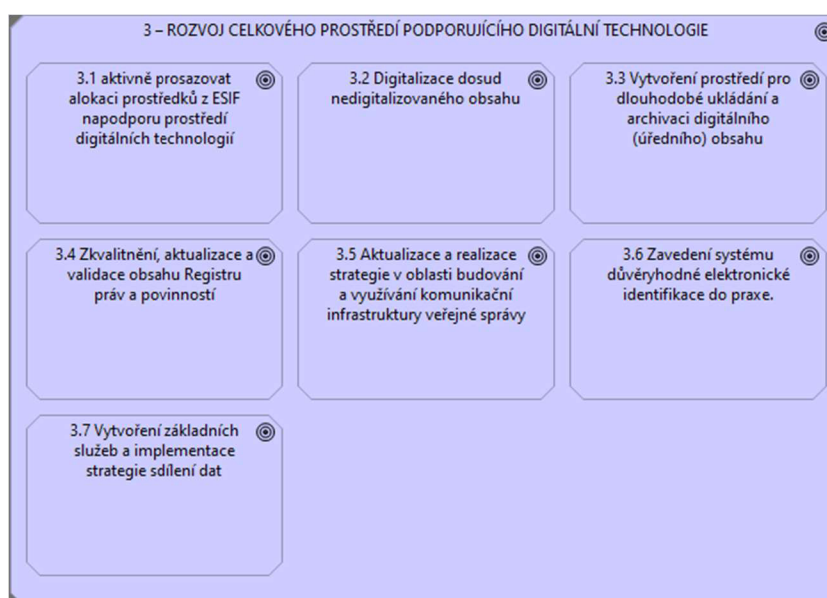 3 – ROZVOJ CELKOVÉHO PROSTŘEDÍ PODPORUJÍCÍHO DIGITÁLNÍ TECHNOLOGIE
3.1 aktivně prosazovat
alokaci prostředků z ESIF
napodporu prostředí
digitálních technologií
3.2 Digitalizace dosud
nedigitalizovaného obsahu
3.3 Vytvoření prostředí pro
dlouhodobé ukládání a
archivaci digitálního
(úředního) obsahu
3.4 Zkvalitnění, aktualizace a
validace obsahu Registru
práv a povinností
3.5 Aktualizace a realizace
strategie v oblasti budování
a využívání komunikační
infrastruktury veřejné správy
3.6 Zavedení systému
důvěryhodné elektronické
identifikace do praxe.
3.7 Vytvoření základních
služeb a implementace
strategie sdílení dat